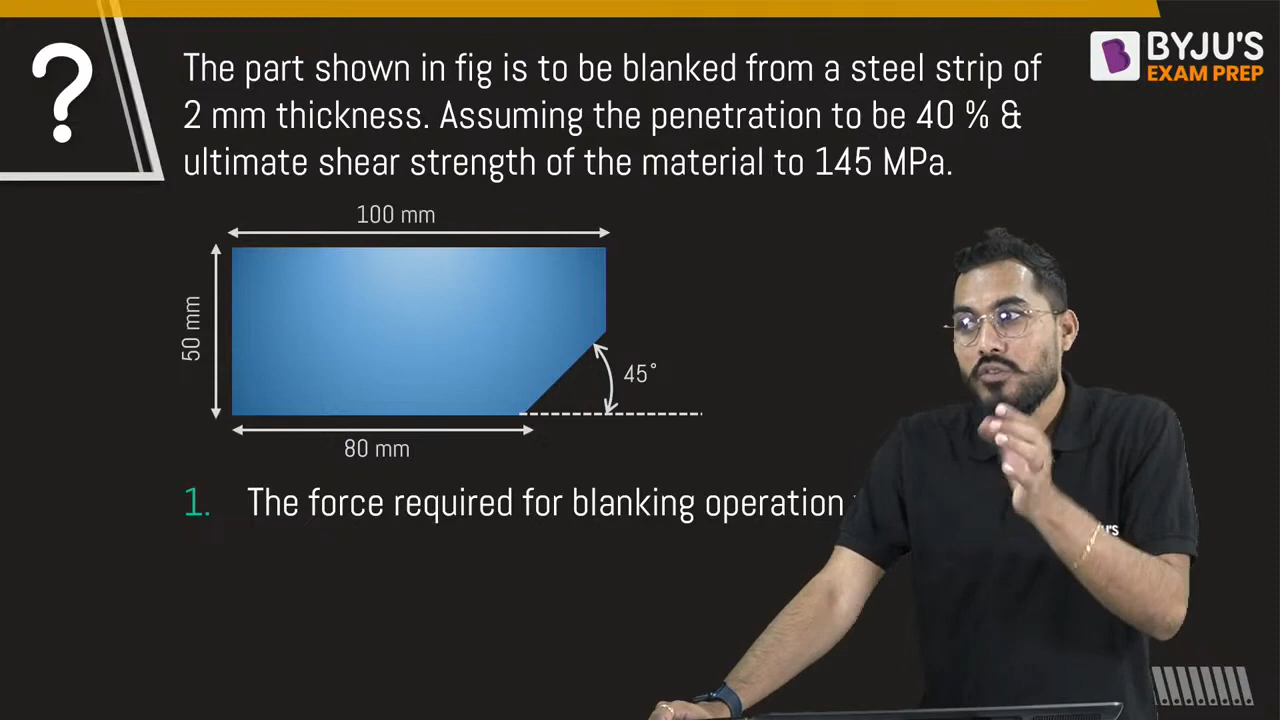 ?
BYJU'S
EXAM PREP
The part shown in fig is to be blanked from a steel strip of
2 mm thickness. Assuming the penetration to be 40 % &
ultimate shear strength of the material to 145 MPa.
100 mm
50 mm
45°
80 mm
1. The force required for blanking operation